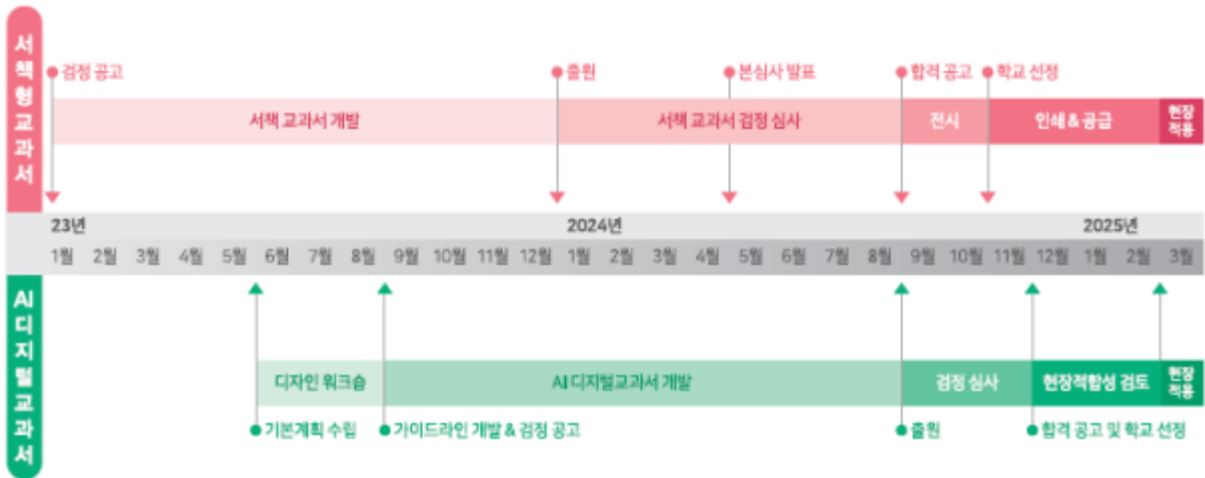 서책형교과서
검정 공고
출원
본심사 발표
합격 공고
학교 선정
서책 교과서 개발
서책 교과서 검정 심사
전시
인쇄 & 공급
현장
적용
23년
2024년
2025년
1월 2월 3월 4월 5월 6월 7월 8월 9월 10월 11월 12월 1월 2월 3월 4월 5월 6월 7월 8월 9월 10월 11월 12월 1월 2월 3월
AI디지털교과서
디자인 워크숍
AI 디지털교과서 개발
검정 심사
현장적합성 검토
현장
적용
기본계획 수립
가이드라인 개발 & 검정 공고
출원
합격 공고 및 학교 선정